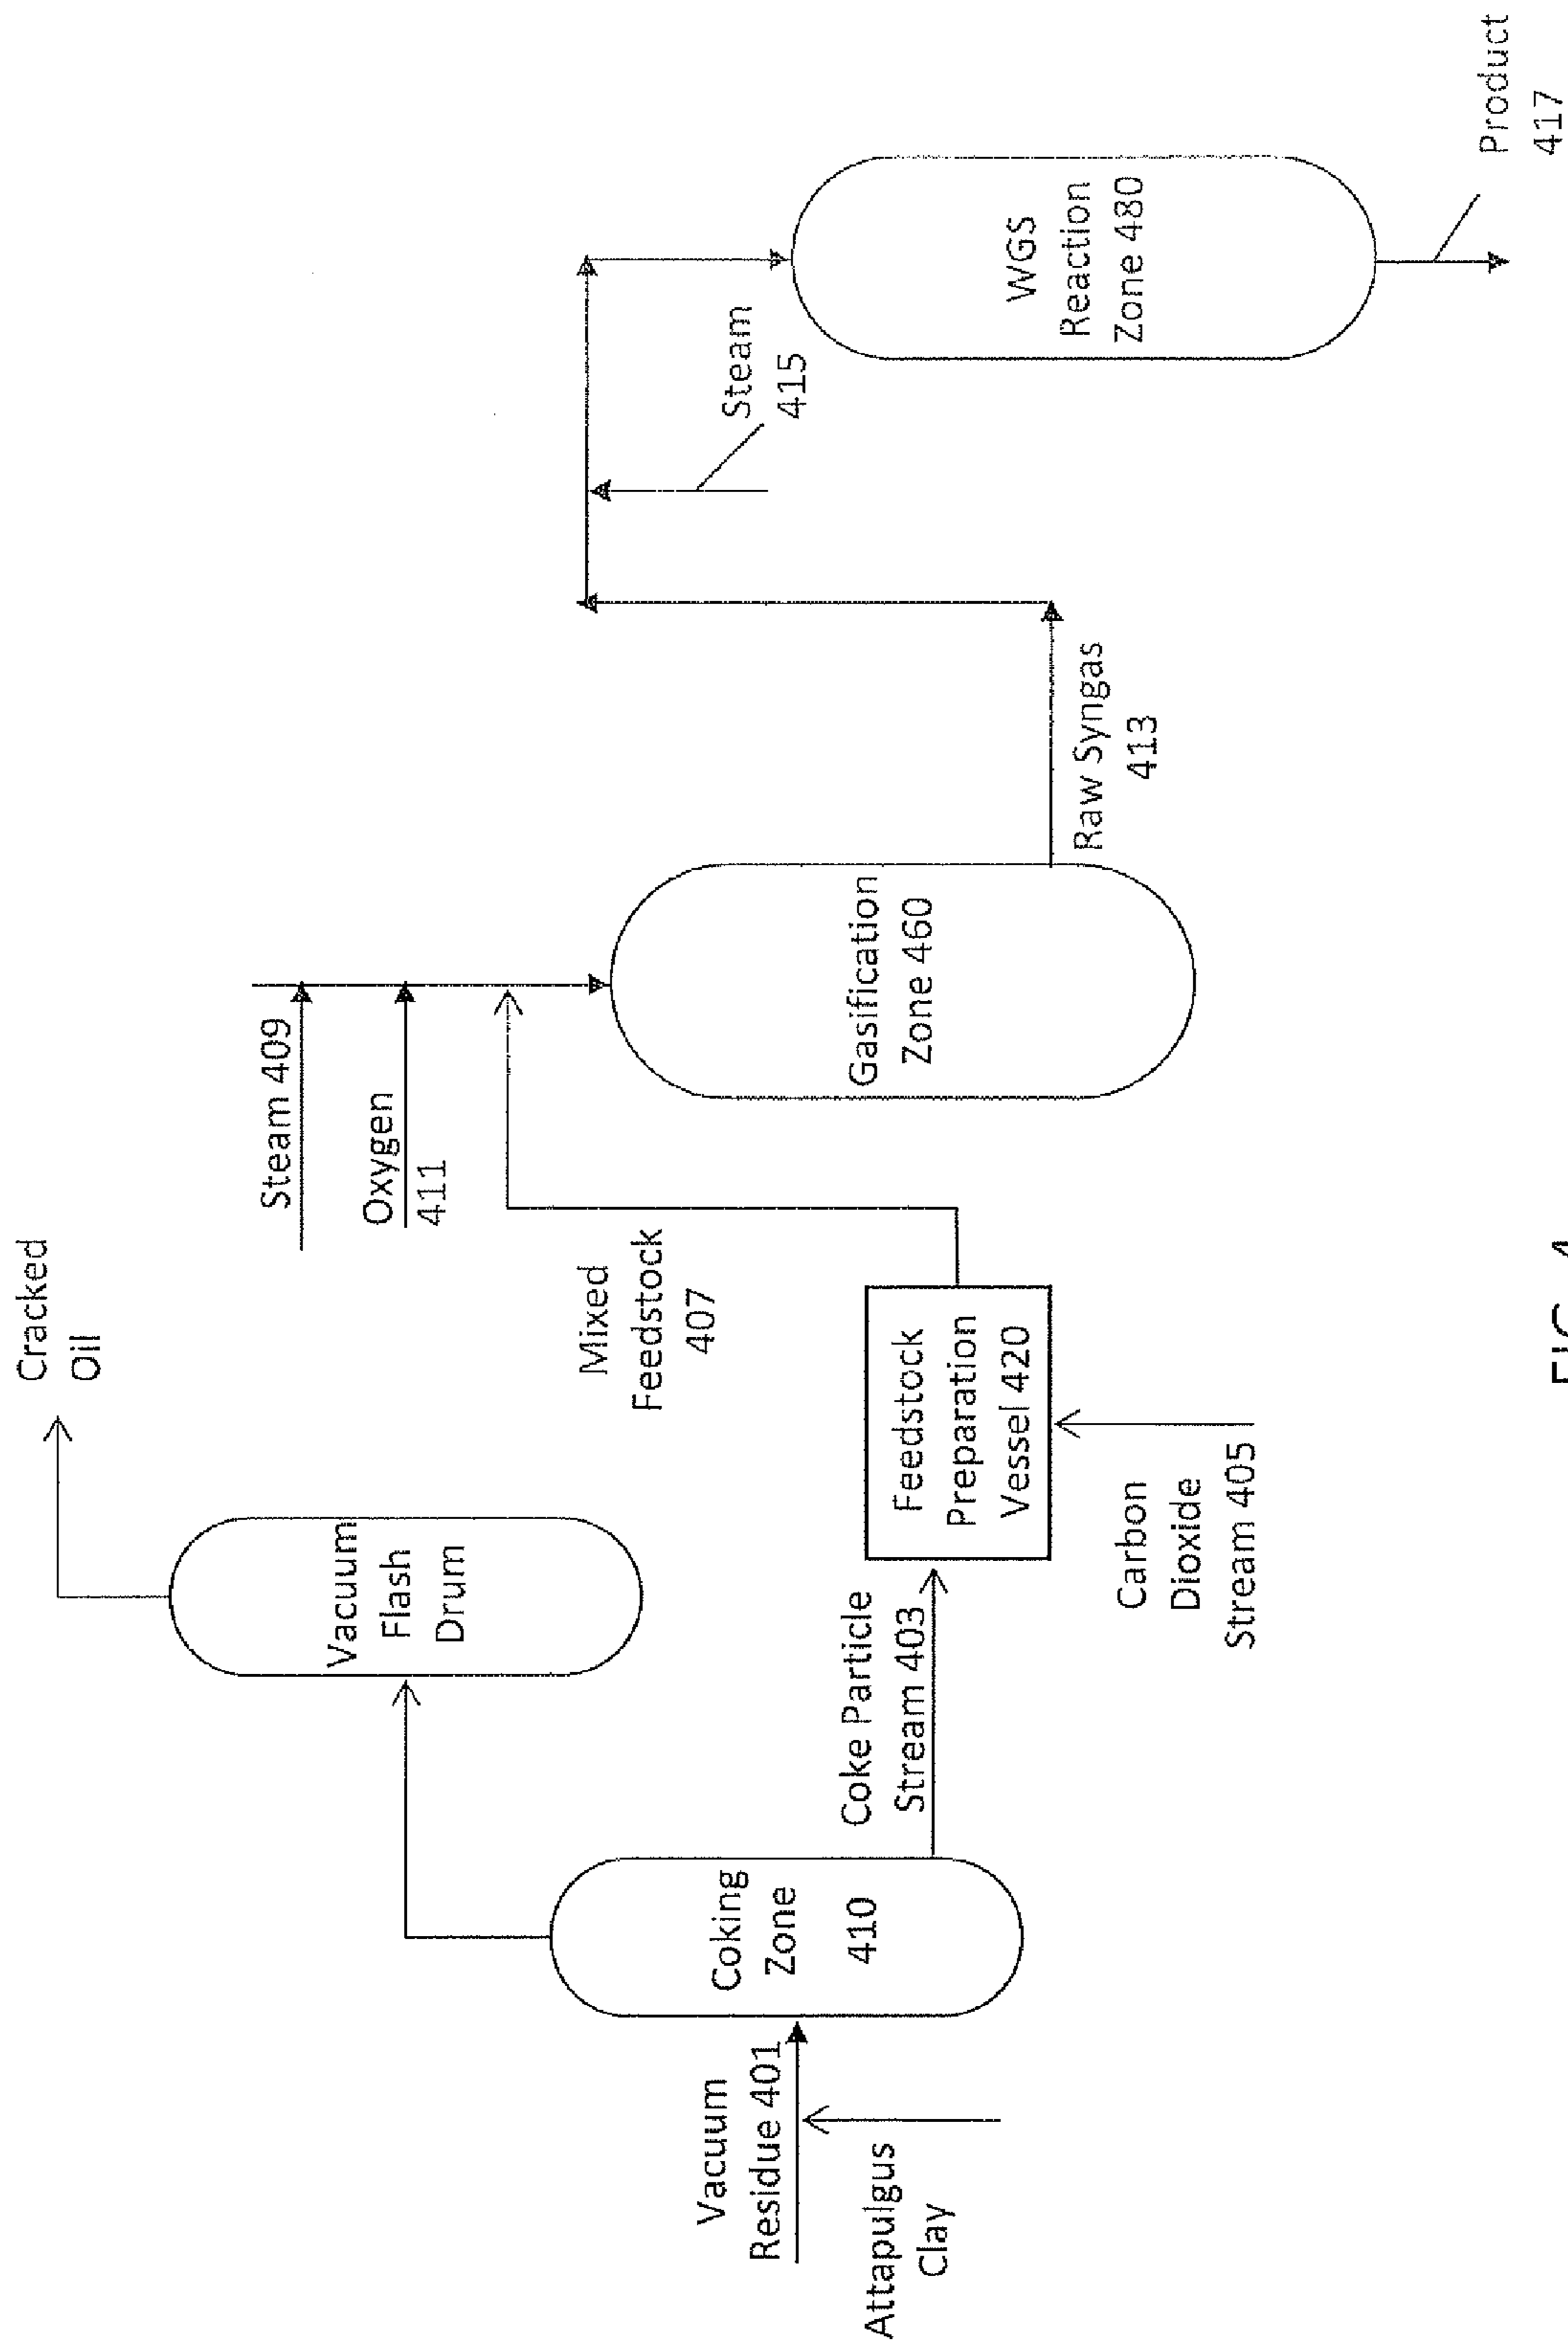 Cracked
Oil
Vacuum
Flash
Drum
Steam 409
Oxygen
411
Mixed
Feedstock
407
Vacuum
Residue 401
Attapulgus
Clay
Coking
Zone
410
Coke Particle
Stream 403
Feedstock
Preparation
Vessel 420
Carbon
Dioxide
Stream 405
Gasification
Zone 460
Raw Syngas
413
Steam
415
WGS
Reaction
Zone 480
Product
417
FIG. 4